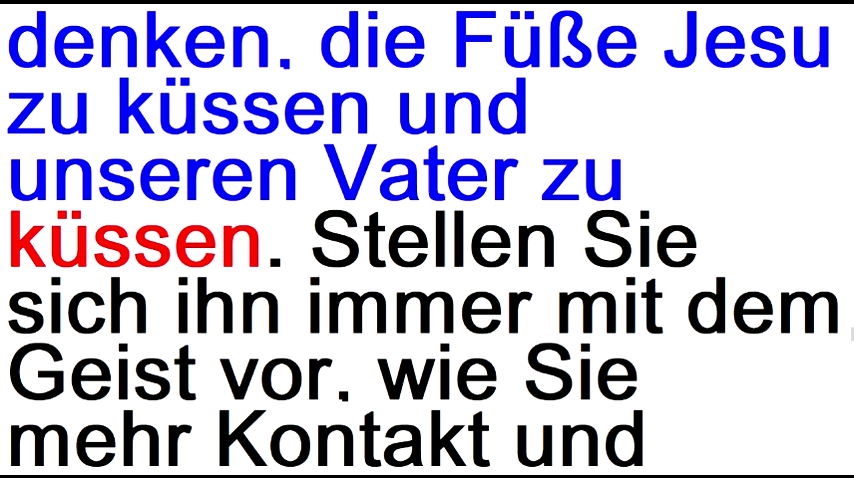 denken, die Füße Jesu
zu küssen und
unseren Vater zu
küssen. Stellen Sie
sich ihn immer mit dem
Geist vor, wie Sie
mehr Kontakt und